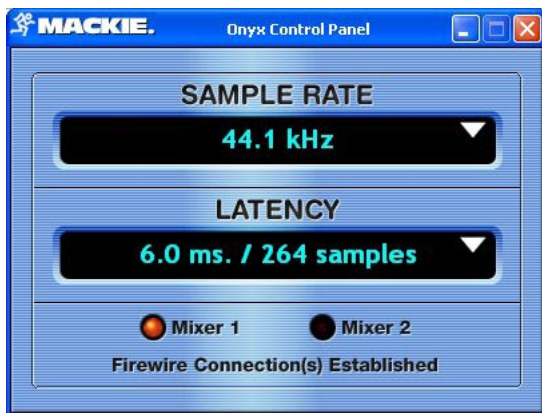 MACKIE. Onyx Control Panel
SAMPLE RATE
44.1 kHz
LATENCY
6.0 ms. / 264 samples
Mixer 1 Mixer 2
Firewire Connection(s) Established